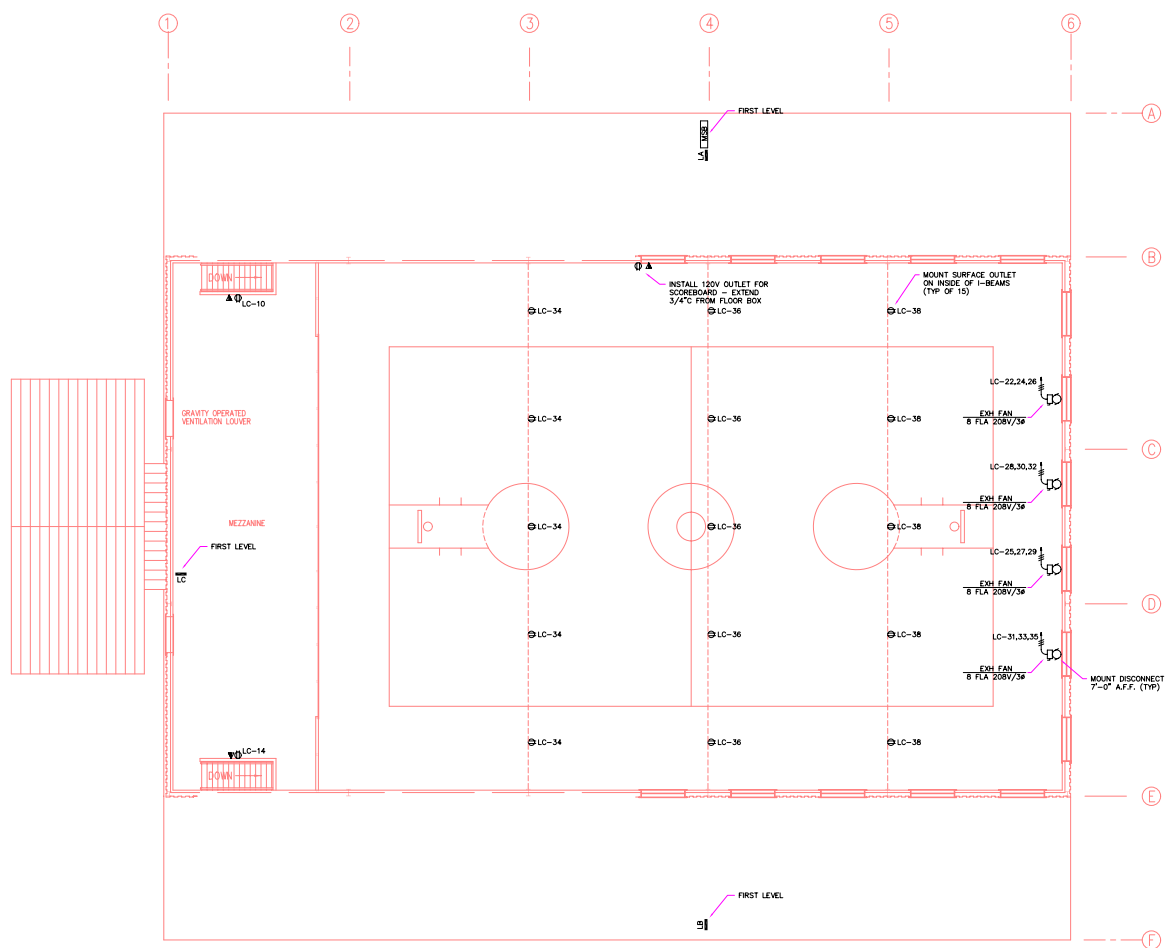 1
2
3
4
5
6
A
FIRST LEVEL
MSB
LA
B
DOWN
LC-10
INSTALL 120V OUTLET FOR
SCOREBOARD - EXTEND
3/4"C FROM FLOOR BOX
MOUNT SURFACE OUTLET
ON INSIDE OF I-BEAMS
(TYP OF 15)
LC-34
LC-36
LC-38
LC-22,24,26
EXH FAN
8 FLA 208V/3ø
GRAVITY OPERATED
VENTILATION LOUVER
LC-34
LC-36
LC-38
C
LC-28,30,32
EXH FAN
8 FLA 208V/3ø
MEZZANINE
LC-34
LC-36
LC-38
FIRST LEVEL
LC
LC-25,27,29
EXH FAN
8 FLA 208V/3ø
D
LC-34
LC-36
LC-38
LC-31,33,35
EXH FAN
8 FLA 208V/3ø
MOUNT DISCONNECT
7'-0" A.F.F. (TYP)
LC-34
LC-36
LC-38
LC-14
DOWN
E
FIRST LEVEL
LB
F